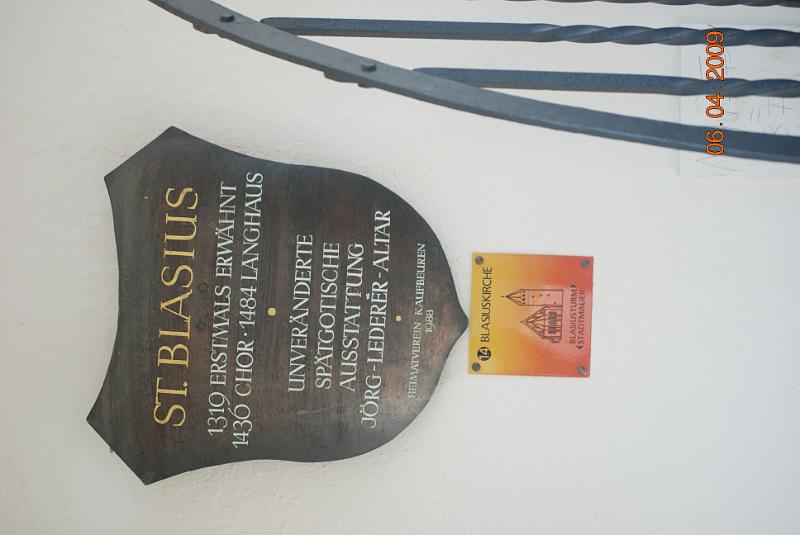 ST. BLASIUS
1319 ERSTMALS ERWÄHNT
1436 CHOR · 1484 LANGHAUS
UNVERÄNDERTE
SPÄTGOTISCHE
AUSSTATTUNG
JÖRG-LEDERER-ALTAR
HEIMATVEREIN KAUFBEUREN
1988
14 BLASIUSKIRCHE
BLASIUSTURM
STADTMAUER
06.04 2009